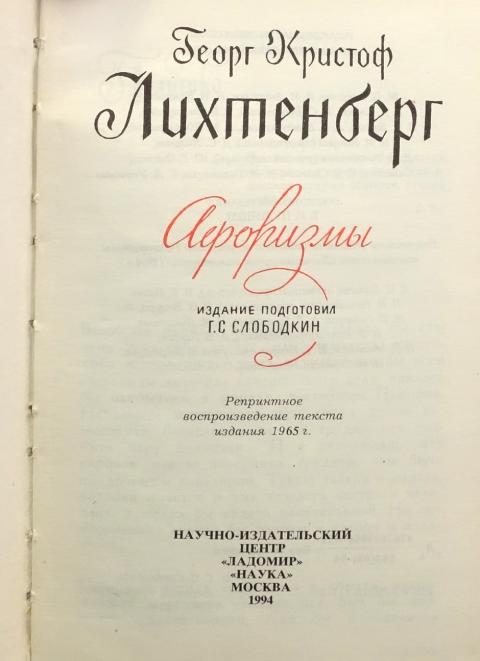 Георг Кристоф
Лихтенберг
Афоризмы
ИЗДАНИЕ ПОДГОТОВИЛ
Г.С СЛОБОДКИН
Репринтное
воспроизведение текста
издания 1965 г.
НАУЧНО-ИЗДАТЕЛЬСКИЙ
ЦЕНТР
«ЛАДОМИР»
«НАУКА»
МОСКВА
1994